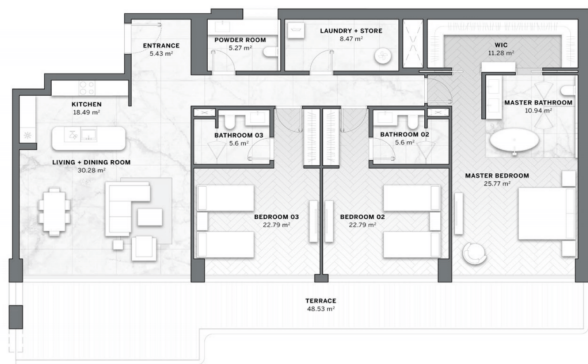 ENTRANCE
5.43 m²
POWDER ROOM
5.27 m²
LAUNDRY + STORE
8.47 m²
WIC
11.28 m²
KITCHEN
18.49 m²
MASTER BATHROOM
10.94 m²
BATHROOM 03
5.6 m²
BATHROOM 02
5.6 m²
LIVING + DINING ROOM
30.28 m²
MASTER BEDROOM
25.77 m²
BEDROOM 03
22.79 m²
BEDROOM 02
22.79 m²
TERRACE
48.53 m²